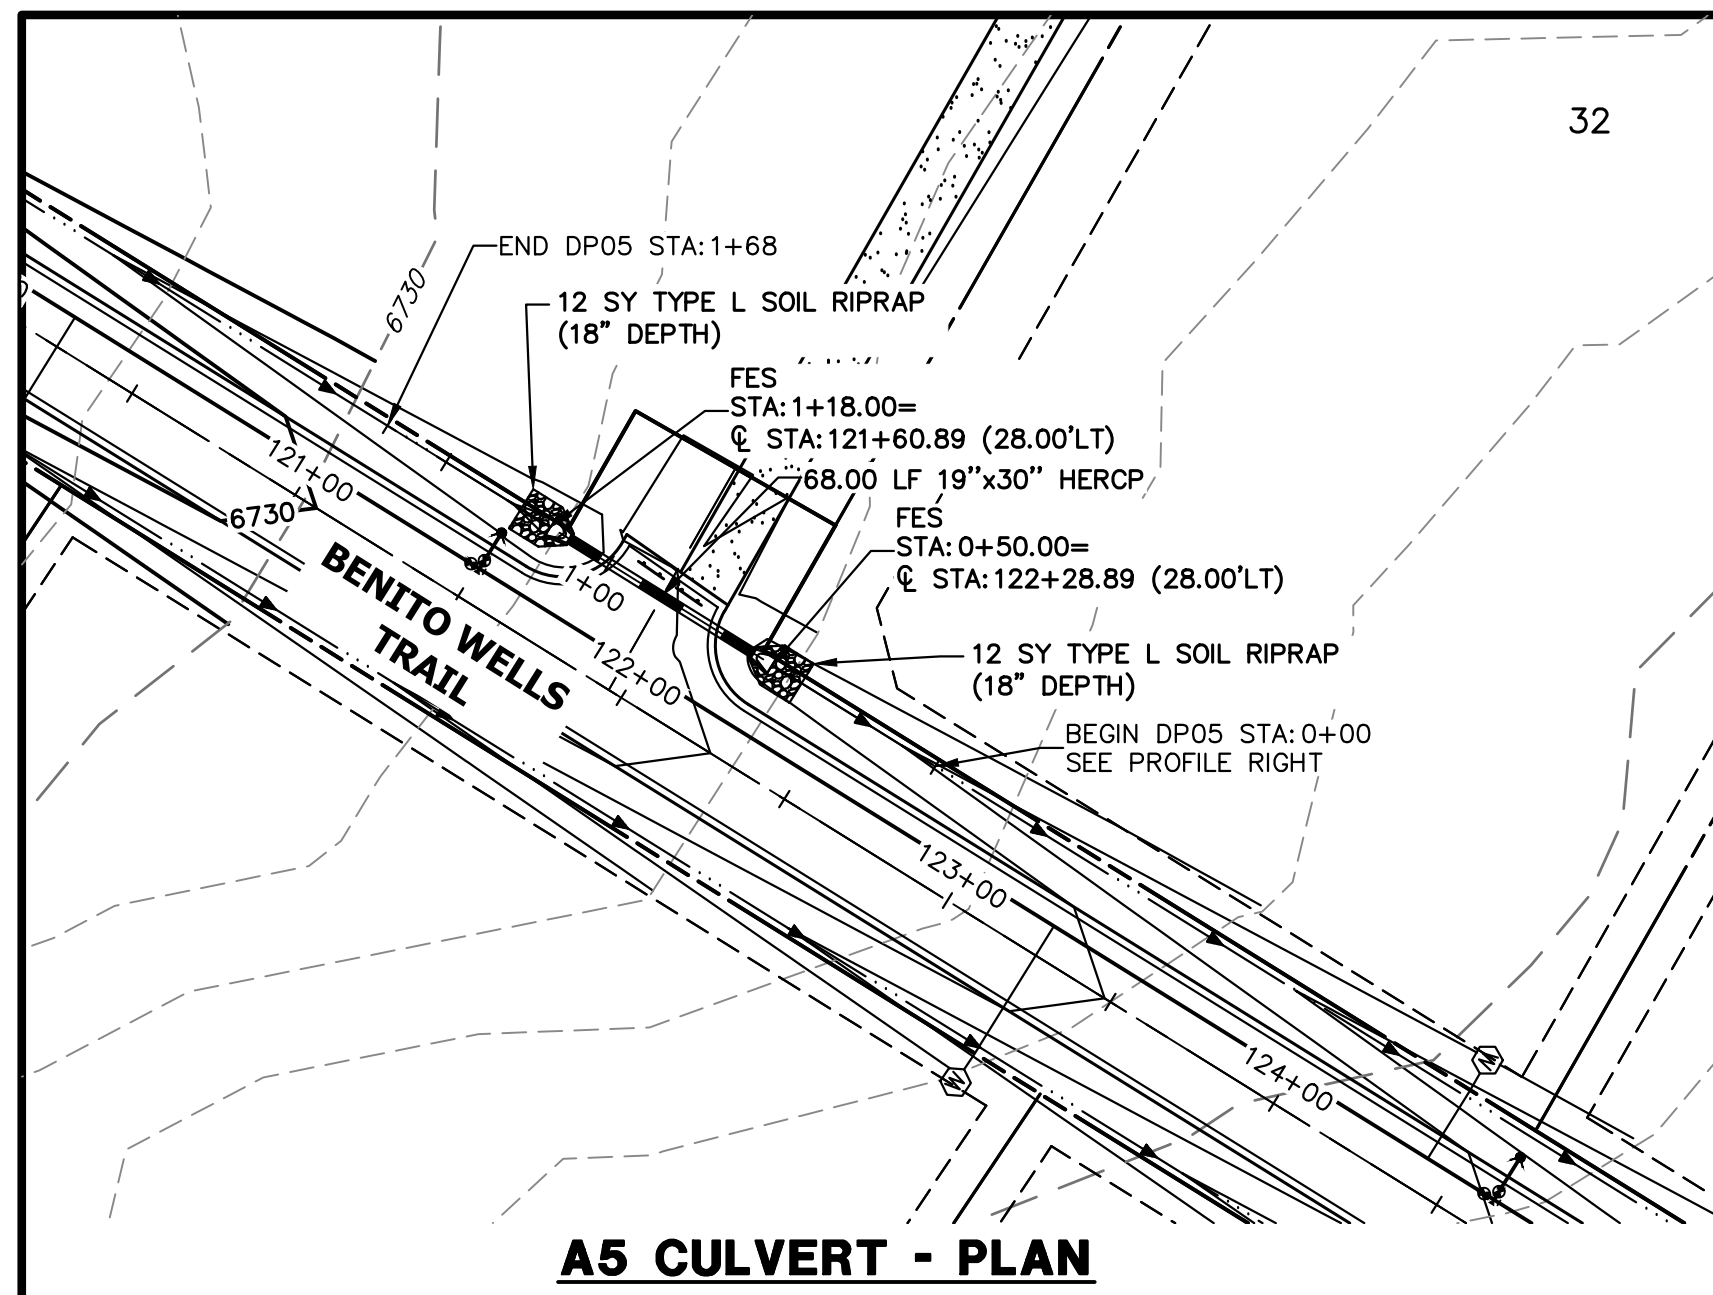 32
END DP05 STA:1+68
6730
12 SY TYPE L SOIL RIPRAP
(18" DEPTH)
FES
STA:1+18.00=
℄ STA:121+60.89 (28.00'LT)
68.00 LF 19"x30" HERCP
FES
STA:0+50.00=
℄ STA:122+28.89 (28.00'LT)
121+00
6730
1+00
BENITO WELLS
TRAIL
122+00
12 SY TYPE L SOIL RIPRAP
(18" DEPTH)
BEGIN DP05 STA:0+00
SEE PROFILE RIGHT
123+00
124+00
W
W
A5 CULVERT - PLAN